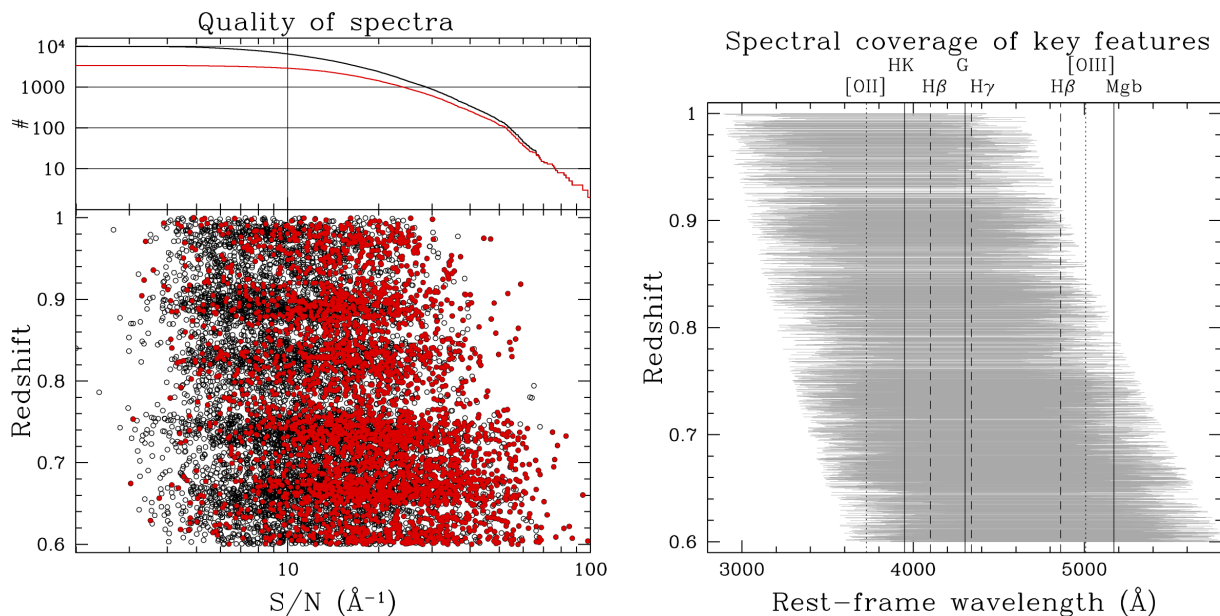 Quality of spectra
10⁴
1000
100
10
#
1
0.9
0.8
0.7
0.6
Redshift
10
100
S/N (Å⁻¹)
Spectral coverage of key features
HK
G
[OIII]
[OII]
Hβ
Hγ
Hβ
Mgb
1
0.9
0.8
0.7
0.6
Redshift
3000
4000
5000
Rest-frame wavelength (Å)